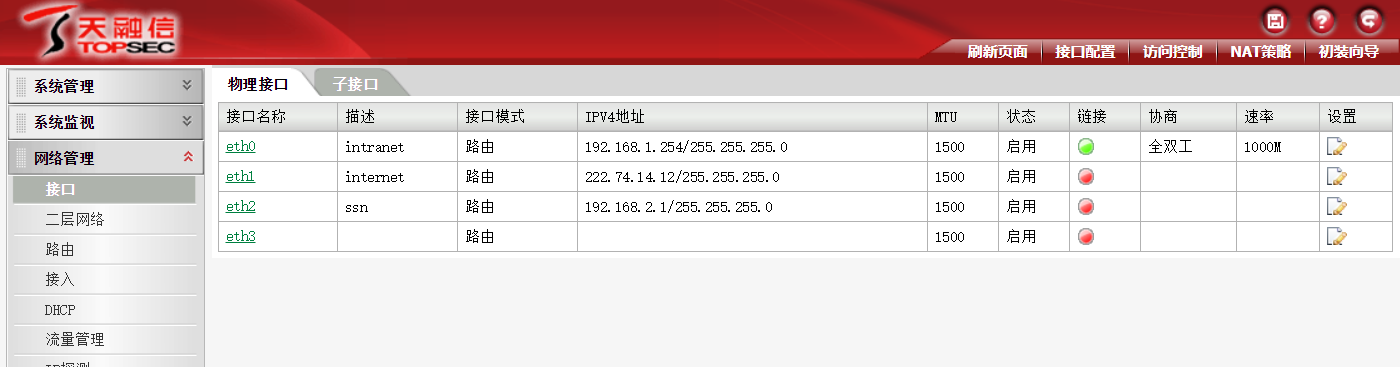 天融信
TOPSEC
刷新页面 接口配置 访问控制 NAT策略 初装向导
系统管理
系统监视
网络管理
接口
二层网络
路由
接入
DHCP
流量管理
物理接口 子接口
接口名称 描述 接口模式 IPV4地址 MTU 状态 链接 协商 速率 设置
eth0 intranet 路由 192.168.1.254/255.255.255.0 1500 启用 全双工 1000M
eth1 internet 路由 222.74.14.12/255.255.255.0 1500 启用
eth2 ssn 路由 192.168.2.1/255.255.255.0 1500 启用
eth3 路由 1500 启用